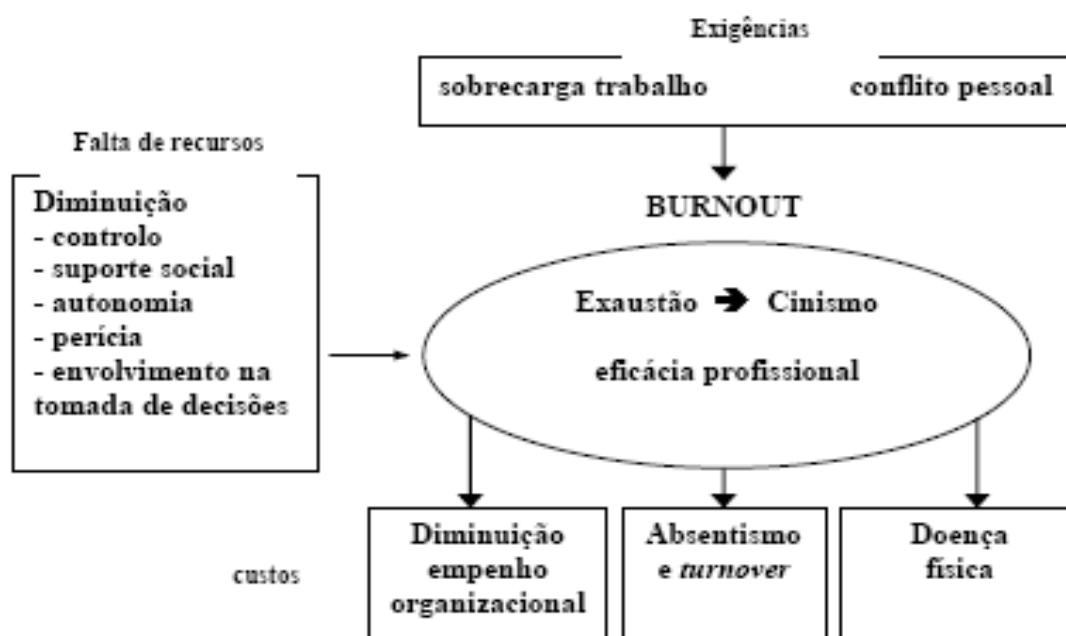 Exigências
sobrecarga trabalho conflito pessoal
Falta de recursos
Diminuição
- controlo
- suporte social
- autonomia
- perícia
- envolvimento na
tomada de decisões
BURNOUT
Exaustão → Cinismo
eficácia profissional
custos
Diminuição
empenho
organizacional
Absentismo
e turnover
Doença
física